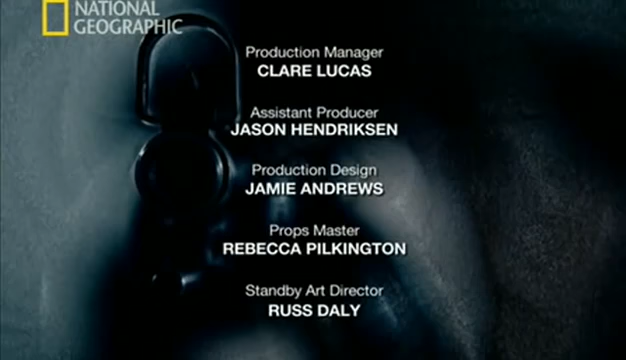 NATIONAL
GEOGRAPHIC
Production Manager
CLARE LUCAS
Assistant Producer
JASON HENDRIKSEN
Production Design
JAMIE ANDREWS
Props Master
REBECCA PILKINGTON
Standby Art Director
RUSS DALY